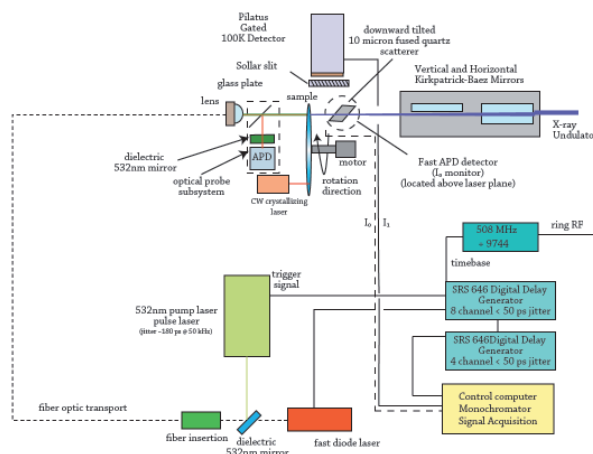 Pilatus
Gated
100K Detector
downward tilted
10 micron fused quartz
scatterer
Sollar slit
Vertical and Horizontal
Kirkpatrick-Baez Mirrors
glass plate
lens
sample
X-ray
Undulator
dielectric
532nm mirror
APD
motor
Fast APD detector
(I₀ monitor)
(located above laser plane)
optical probe
subsystem
rotation
direction
CW crystallizing
laser
I₀
I₁
508 MHz
÷ 9744
ring RF
timebase
trigger
signal
SRS 646 Digital Delay
Generator
8 channel < 50 ps jitter
532nm pump laser
pulse laser
(jitter ~180 ps @ 50 kHz)
SRS 646Digital Delay
Generator
4 channel < 50 ps jitter
Control computer
Monochromator
Signal Acquisition
fiber optic transport
fiber insertion
dielectric
532nm mirror
fast diode laser